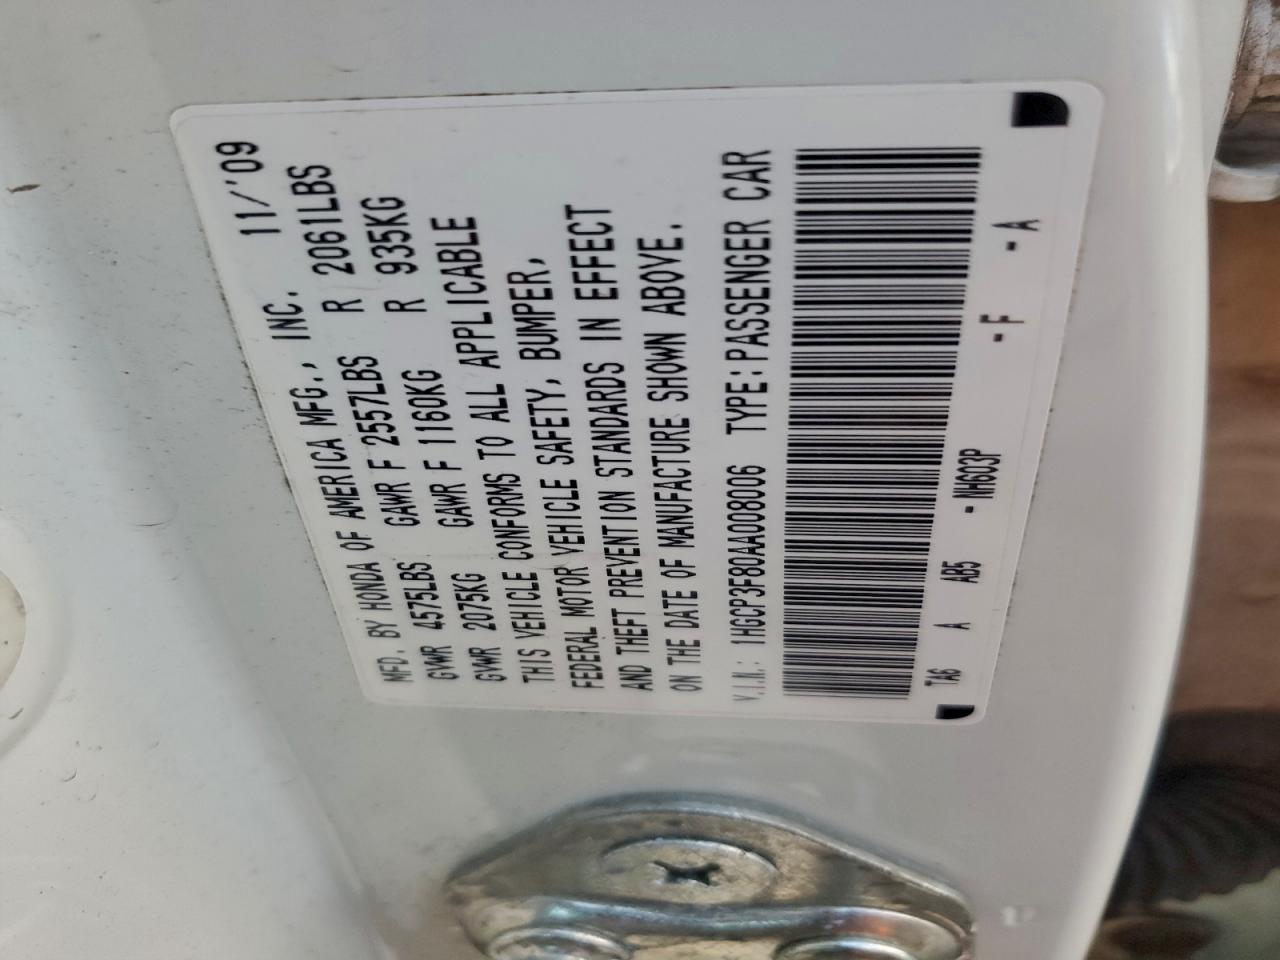 MFD. BY HONDA OF AMERICA MFG., INC. 11/'09
GVWR 4575LBS GAWR F 2557LBS R 2061LBS
GVWR 2075KG GAWR F 1160KG R 935KG
THIS VEHICLE CONFORMS TO ALL APPLICABLE
FEDERAL MOTOR VEHICLE SAFETY, BUMPER,
AND THEFT PREVENTION STANDARDS IN EFFECT
ON THE DATE OF MANUFACTURE SHOWN ABOVE.
V.I.N.: 1HGCP3F80AA008006 TYPE:PASSENGER CAR
TA6 A AB5 - NH603P - F - A